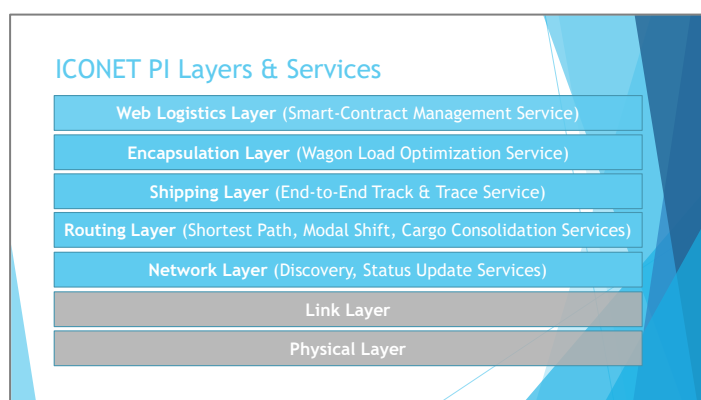 ICONET PI Layers & Services
Web Logistics Layer (Smart-Contract Management Service)
Encapsulation Layer (Wagon Load Optimization Service)
Shipping Layer (End-to-End Track & Trace Service)
Routing Layer (Shortest Path, Modal Shift, Cargo Consolidation Services)
Network Layer (Discovery, Status Update Services)
Link Layer
Physical Layer